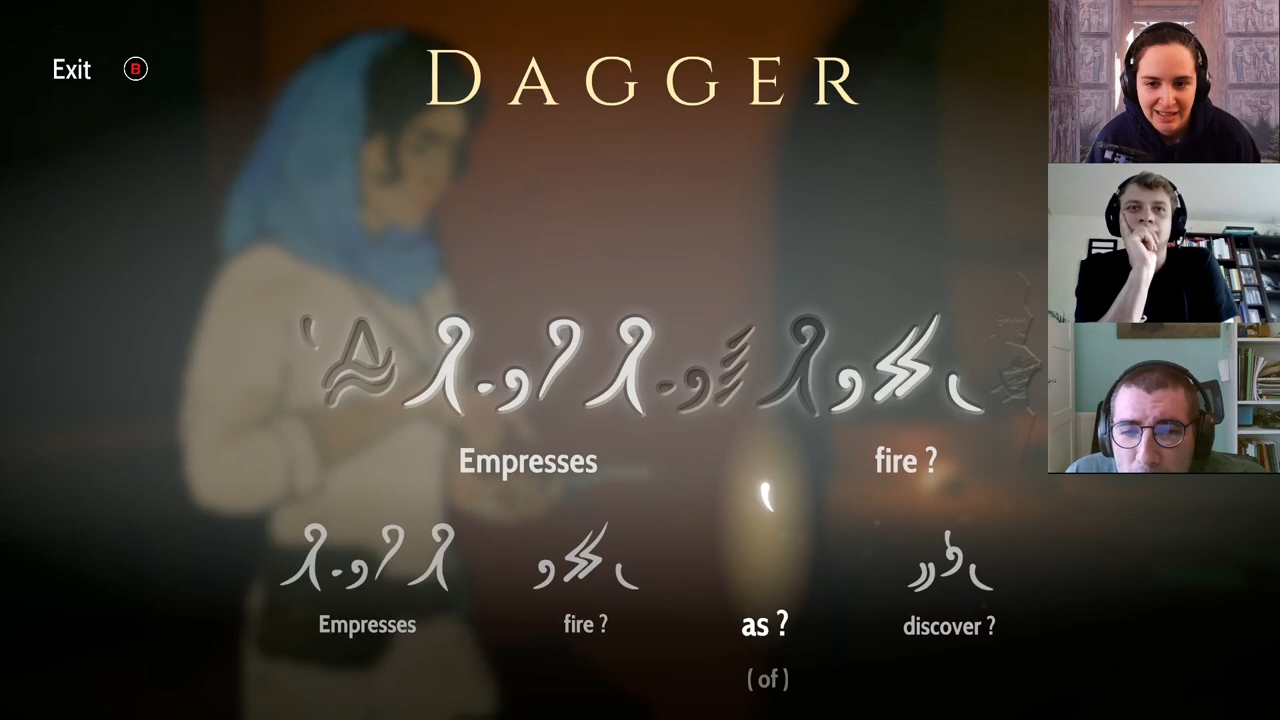 Exit B
DAGGER
Empresses fire ?
Empresses fire ? as ? discover ?
( of )